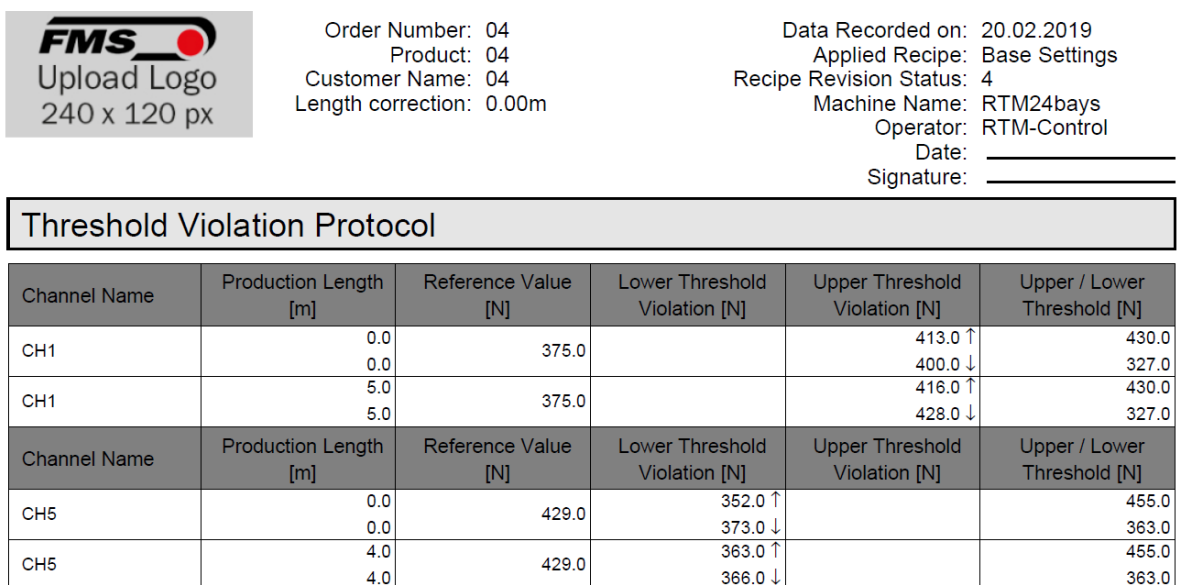 FMS
Upload Logo
240 x 120 px
Order Number: 04
Product: 04
Customer Name: 04
Length correction: 0.00m
Data Recorded on: 20.02.2019
Applied Recipe: Base Settings
Recipe Revision Status: 4
Machine Name: RTM24bays
Operator: RTM-Control
Date:
Signature:
Threshold Violation Protocol
Channel Name Production Length [m] Reference Value [N] Lower Threshold Violation [N] Upper Threshold Violation [N] Upper / Lower Threshold [N]
0.0 413.0 ↑ 430.0
CH1 375.0
0.0 400.0 ↓ 327.0
5.0 416.0 ↑ 430.0
CH1 375.0
5.0 428.0 ↓ 327.0
Channel Name Production Length [m] Reference Value [N] Lower Threshold Violation [N] Upper Threshold Violation [N] Upper / Lower Threshold [N]
0.0 352.0 ↑ 455.0
CH5 429.0
0.0 373.0 ↓ 363.0
4.0 363.0 ↑ 455.0
CH5 429.0
4.0 366.0 ↓ 363.0